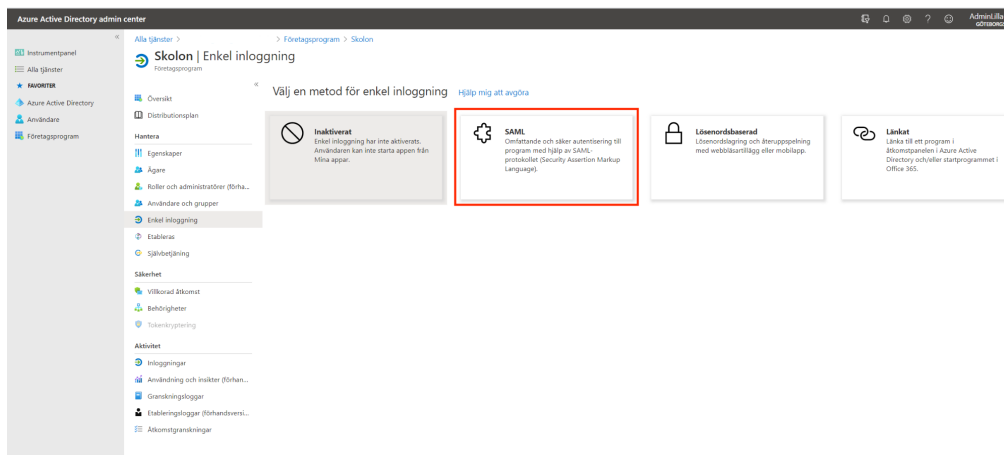 Azure Active Directory admin center
AdminLilla
GÖTEBORG
Instrumentpanel
Alla tjänster
FAVORITER
Azure Active Directory
Användare
Företagsprogram
Alla tjänster > > Företagsprogram > Skolon
Skolon | Enkel inloggning
Företagsprogram
Översikt
Distributionsplan
Hantera
Egenskaper
Ägare
Roller och administratörer (förha...
Användare och grupper
Enkel inloggning
Etableras
Självbetjäning
Säkerhet
Villkorad åtkomst
Behörigheter
Tokenkryptering
Aktivitet
Inloggningar
Användning och insikter (förhan...
Granskningsloggar
Etableringsloggar (förhandsversi...
Åtkomstgranskningar
Välj en metod för enkel inloggning Hjälp mig att avgöra
Inaktiverat
Enkel inloggning har inte aktiverats.
Användaren kan inte starta appen från
Mina appar.
SAML
Omfattande och säker autentisering till
program med hjälp av SAML-
protokollet (Security Assertion Markup
Language).
Lösenordsbaserad
Lösenordslagring och återuppspelning
med webbläsartillägg eller mobilapp.
Länkat
Länka till ett program i
åtkomstpanelen i Azure Active
Directory och/eller startprogrammet i
Office 365.